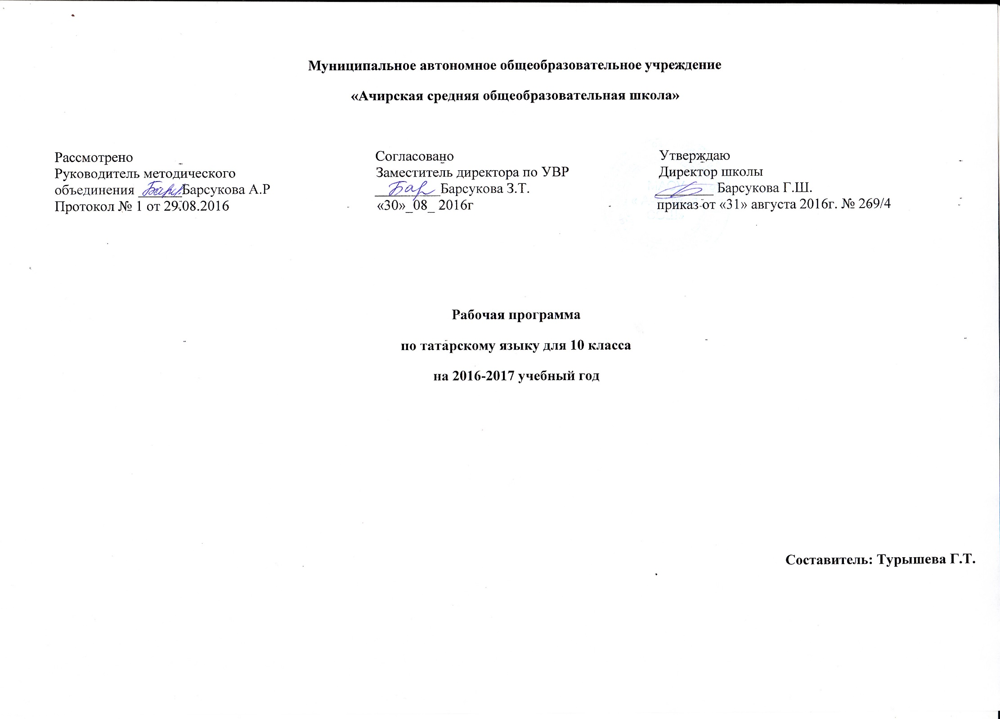 Муниципальное автономное общеобразовательное учреждение
«Ачирская средняя общеобразовательная школа»
Рассмотрено
Руководитель методического
объединения ______Барсукова А.Р
Протокол № 1 от 29.08.2016
Согласовано
Заместитель директора по УВР
Бар Барсукова З.Т.
«30»_08_ 2016г
Утверждаю
Директор школы
________ Барсукова Г.Ш.
приказ от «31» августа 2016г. № 269/4
Рабочая программа
по татарскому языку для 10 класса
на 2016-2017 учебный год
Составитель: Турышева Г.Т.